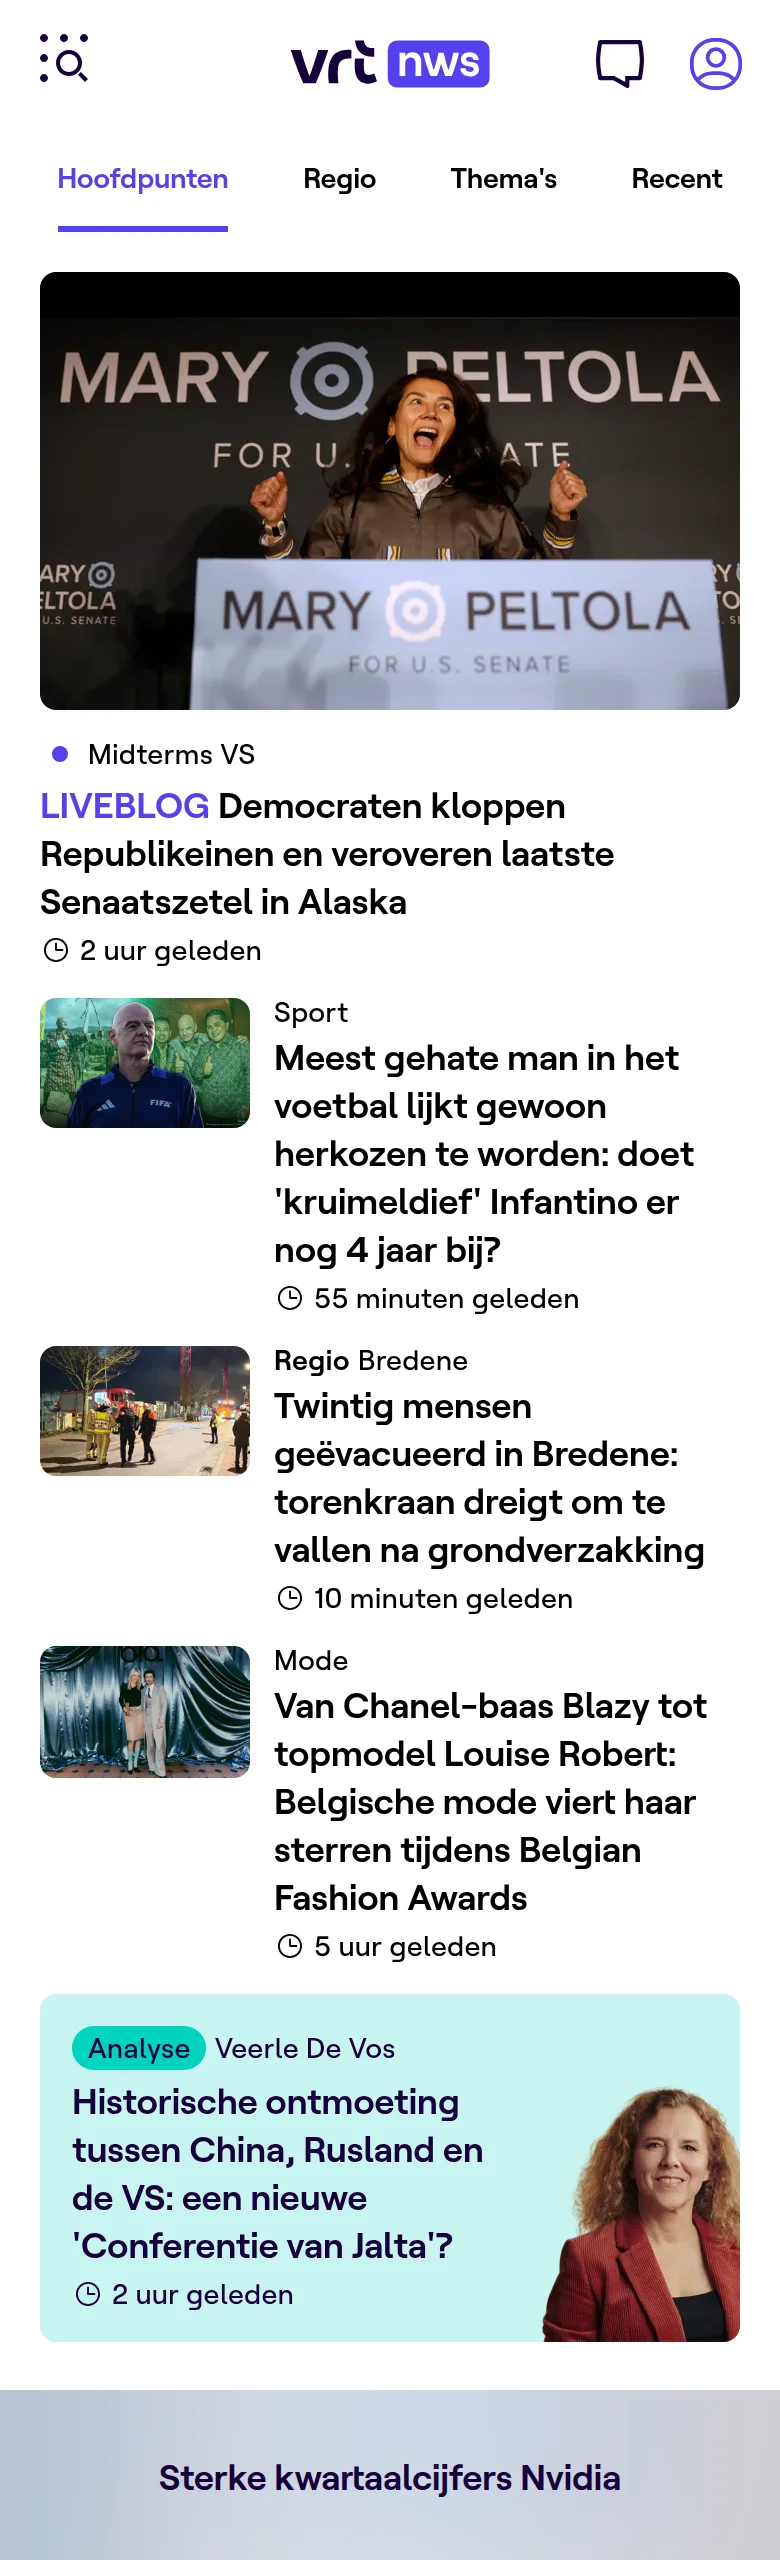 vrt nws
Hoofdpunten Regio Thema's Recent
MARY PELTOLA
FOR U.S. SENATE
MARY PELTOLA
FOR U.S. SENATE
Midterms VS
LIVEBLOG Democraten kloppen
Republikeinen en veroveren laatste
Senaatszetel in Alaska
2 uur geleden
FIFA
Sport
Meest gehate man in het
voetbal lijkt gewoon
herkozen te worden: doet
'kruimeldief' Infantino er
nog 4 jaar bij?
55 minuten geleden
Regio Bredene
Twintig mensen
geëvacueerd in Bredene:
torenkraan dreigt om te
vallen na grondverzakking
10 minuten geleden
Mode
Van Chanel-baas Blazy tot
topmodel Louise Robert:
Belgische mode viert haar
sterren tijdens Belgian
Fashion Awards
5 uur geleden
Analyse Veerle De Vos
Historische ontmoeting
tussen China, Rusland en
de VS: een nieuwe
'Conferentie van Jalta'?
2 uur geleden
Sterke kwartaalcijfers Nvidia